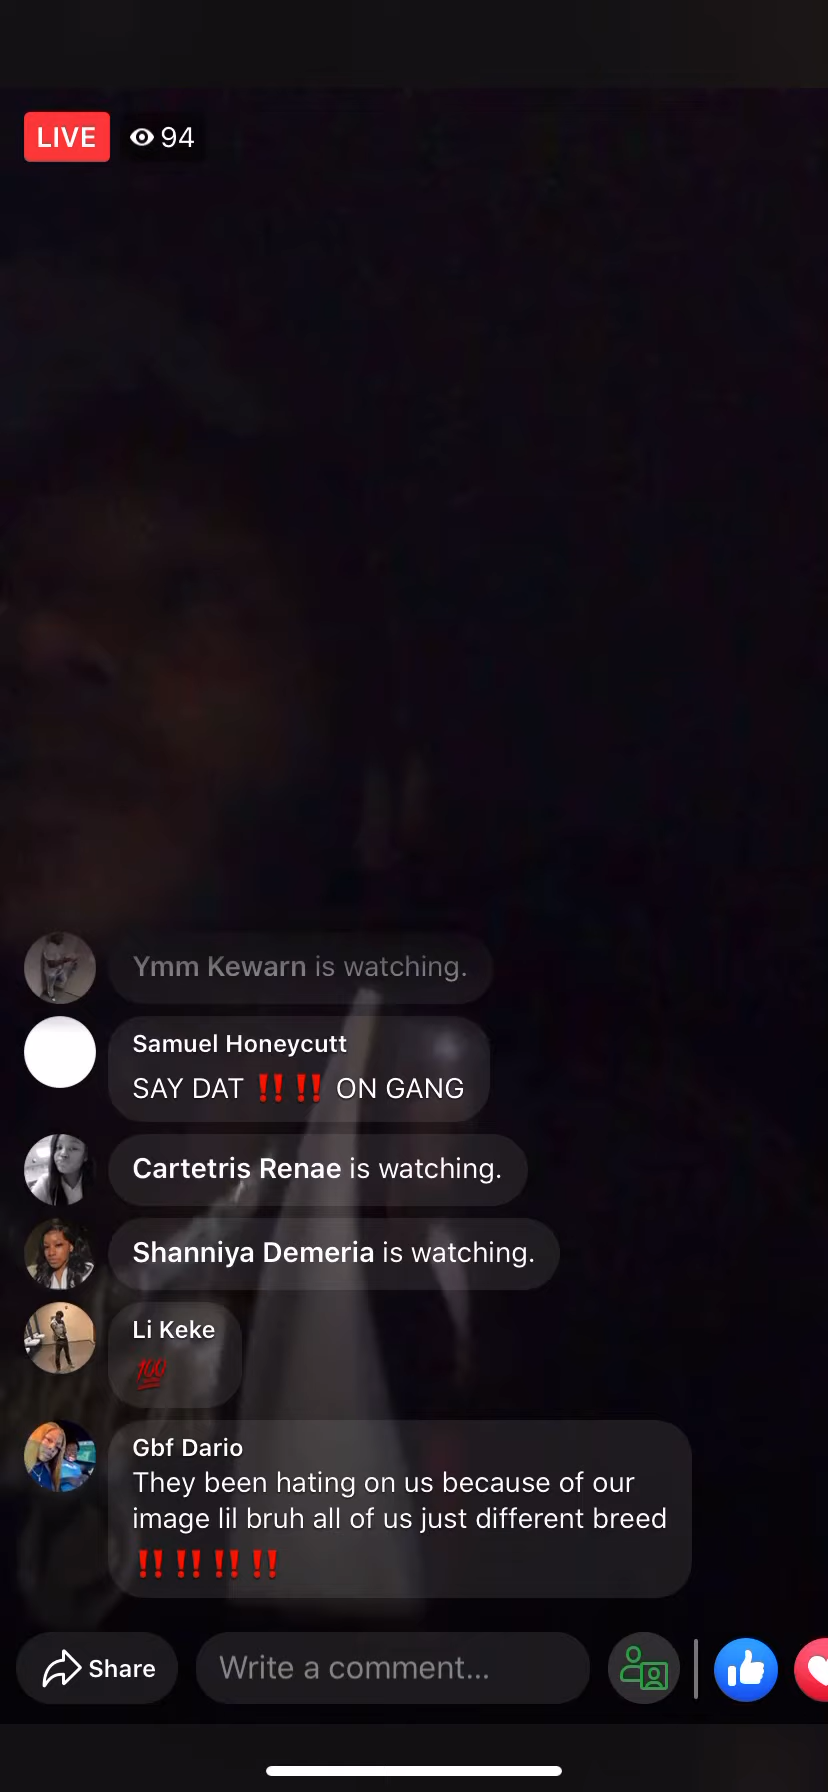 LIVE 94
Ymm Kewarn is watching.
Samuel Honeycutt
SAY DAT ‼️‼️ ON GANG
Cartetris Renae is watching.
Shanniya Demeria is watching.
Li Keke
💯
Gbf Dario
They been hating on us because of our
image lil bruh all of us just different breed
‼️‼️‼️‼️
Share Write a comment...